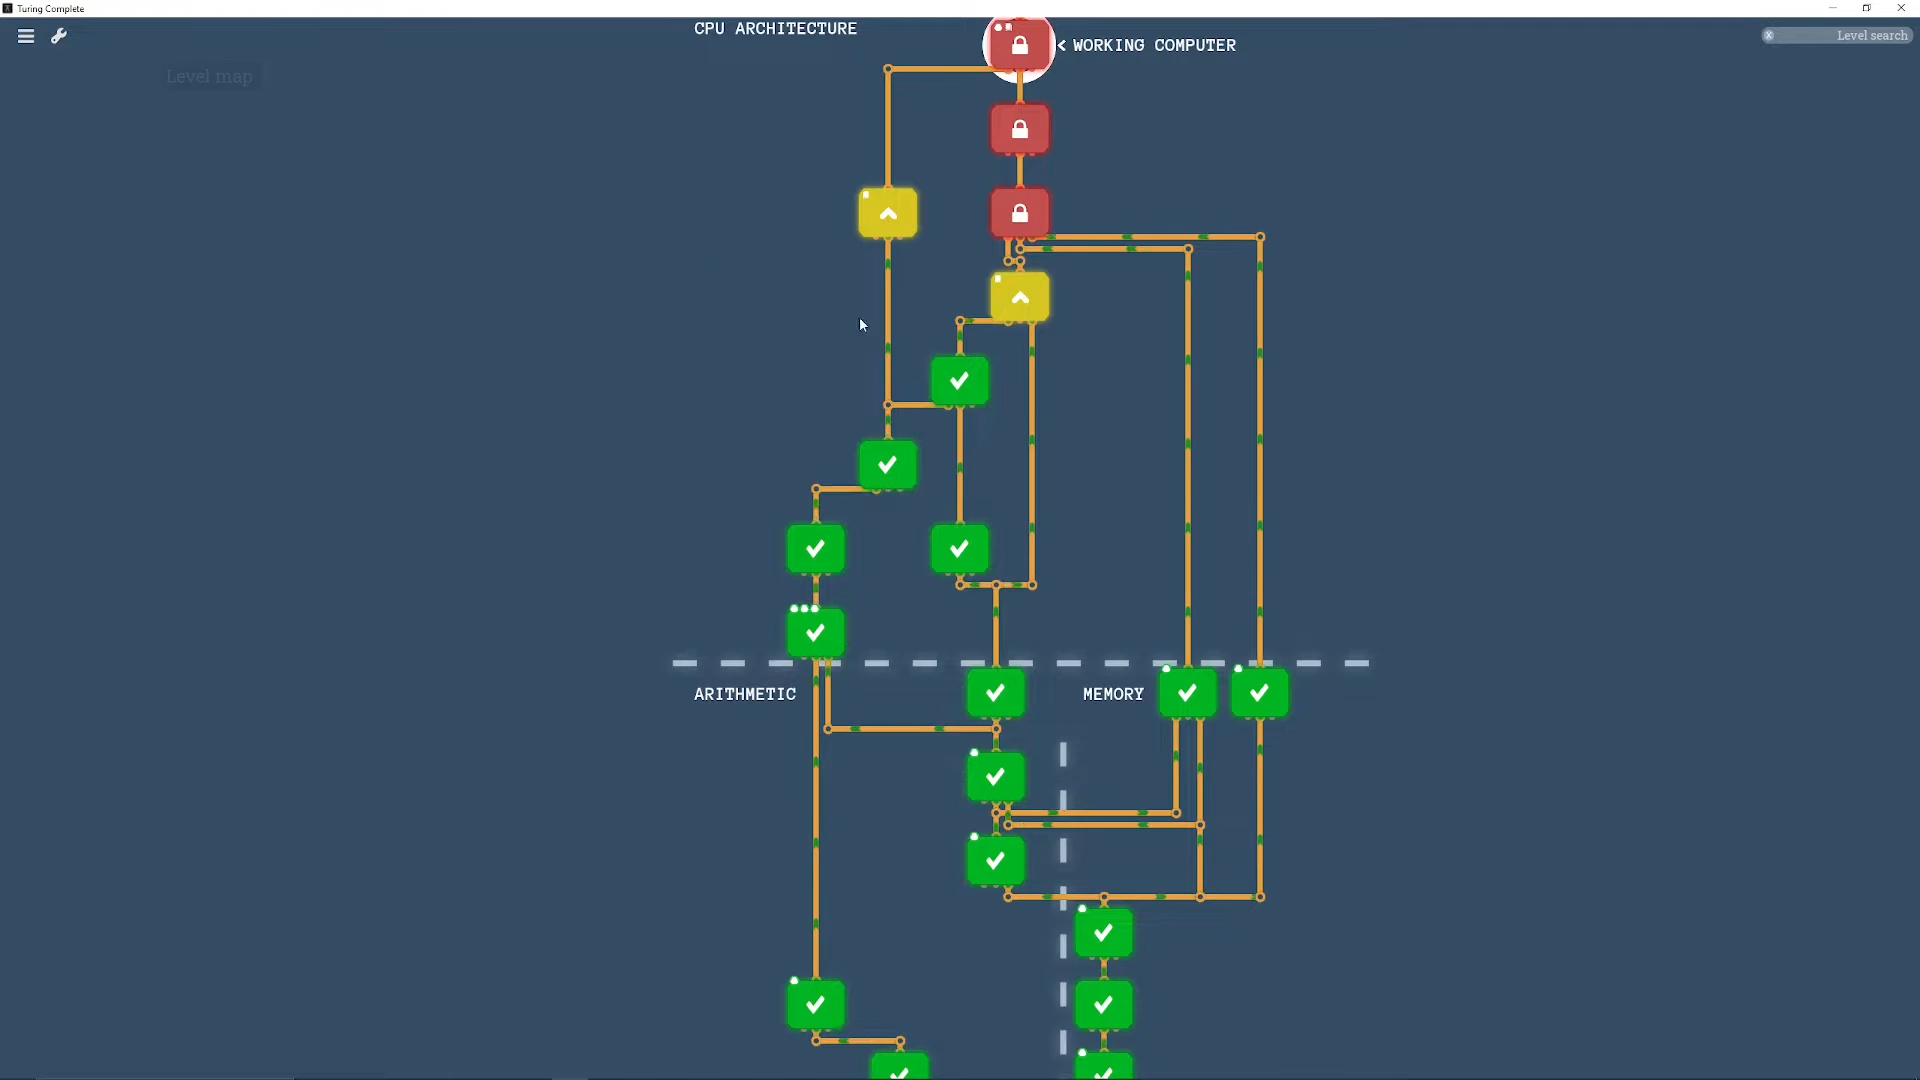 Turing Complete
CPU ARCHITECTURE
< WORKING COMPUTER
Level search
Level map
ARITHMETIC
MEMORY